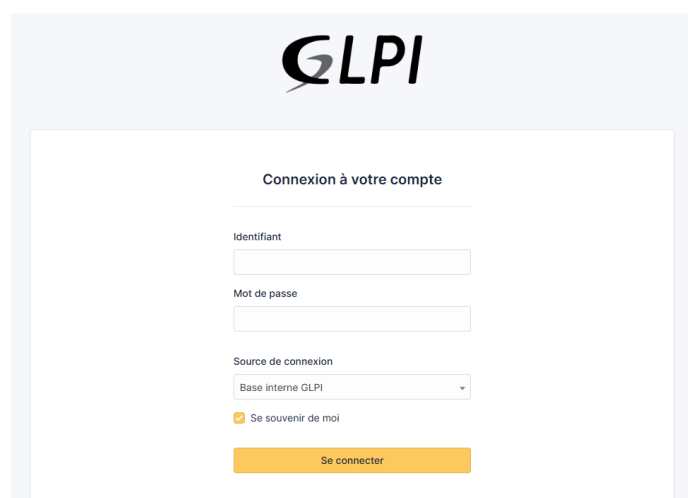 GLPI
Connexion à votre compte
Identifiant
Mot de passe
Source de connexion
Base interne GLPI
Se souvenir de moi
Se connecter